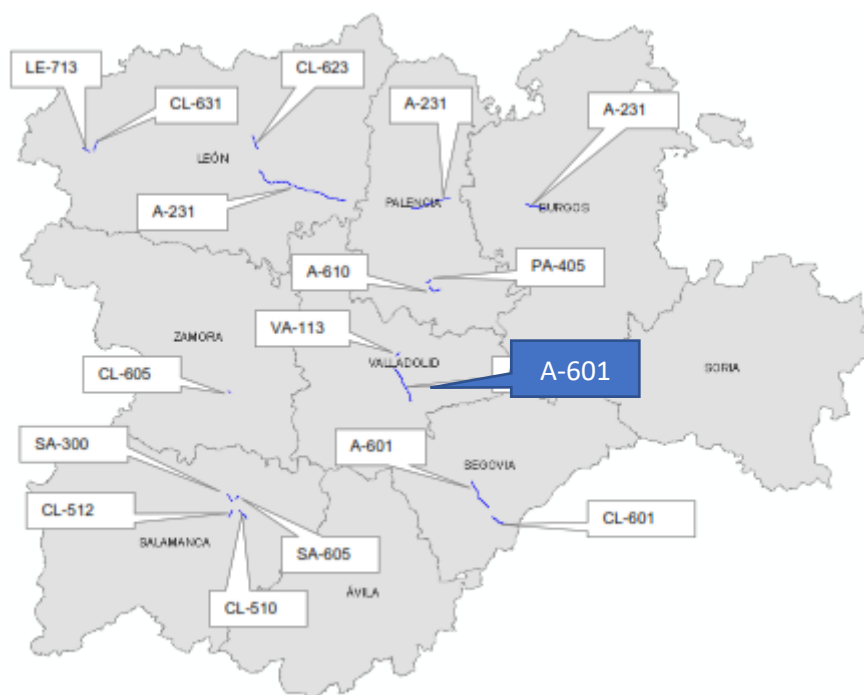 LE-713
CL-623
CL-631
A-231
A-231
LEÓN
A-231
PALENCIA
BURGOS
A-610
PA-405
ZAMORA
VA-113
VALLADOLID
A-601
SORIA
CL-605
SA-300
A-601
SEGOVIA
CL-512
CL-601
SALAMANCA
SA-605
ÁVILA
CL-510